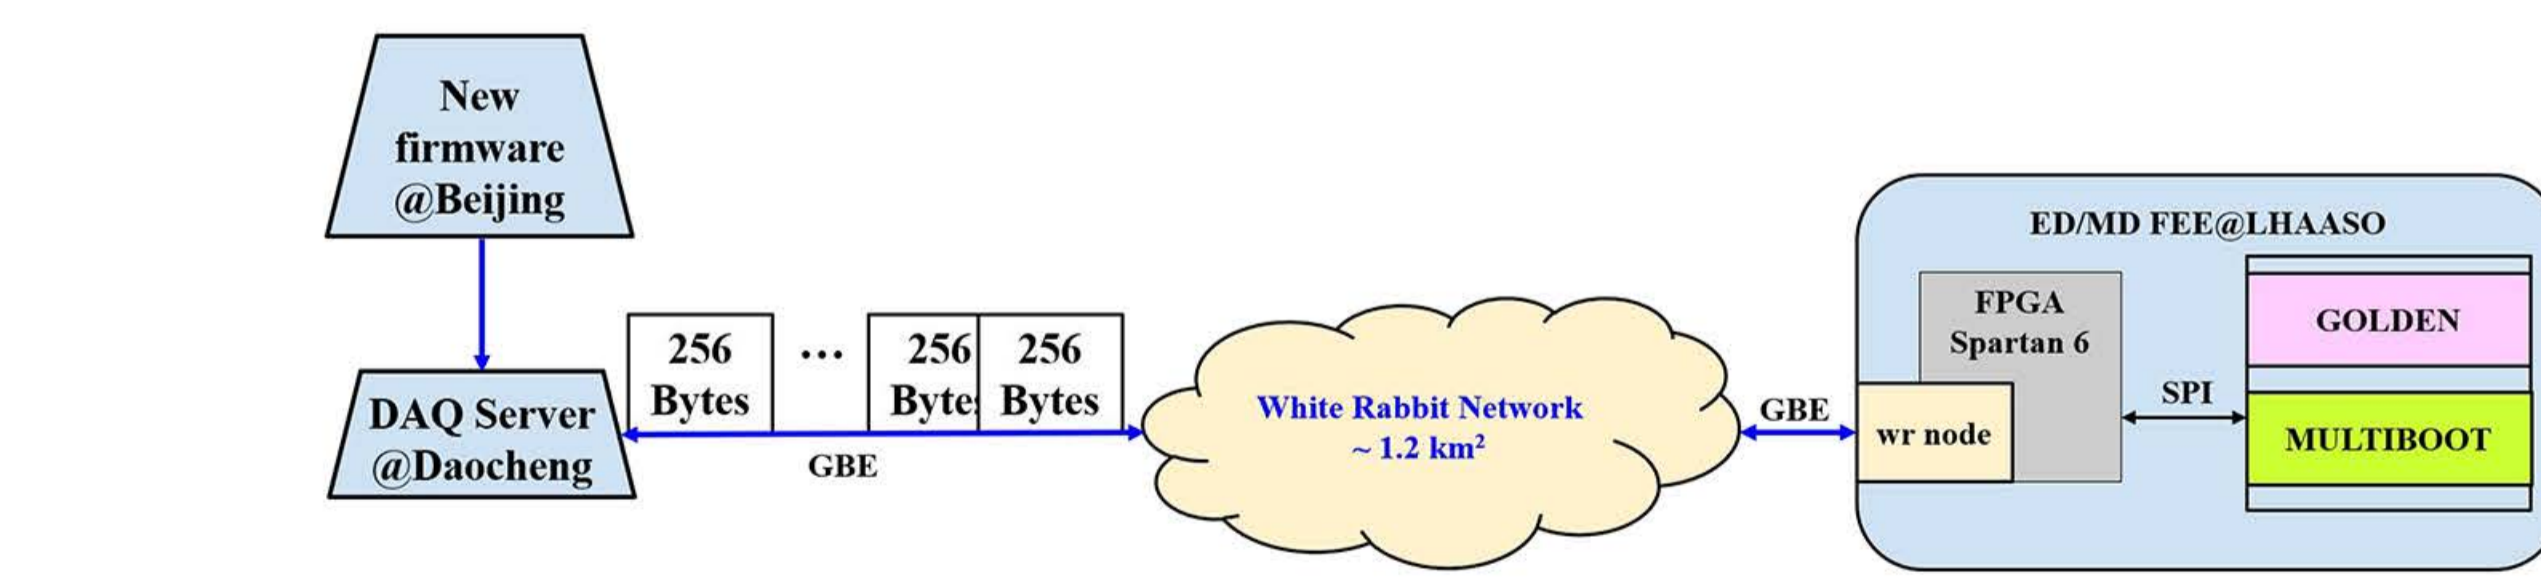 New
firmware
@Beijing
DAQ Server
@Daocheng
256
Bytes
...
256
Byte
256
Bytes
GBE
White Rabbit Network
~ 1.2 km²
GBE
ED/MD FEE@LHAASO
FPGA
Spartan 6
wr node
SPI
GOLDEN
MULTIBOOT